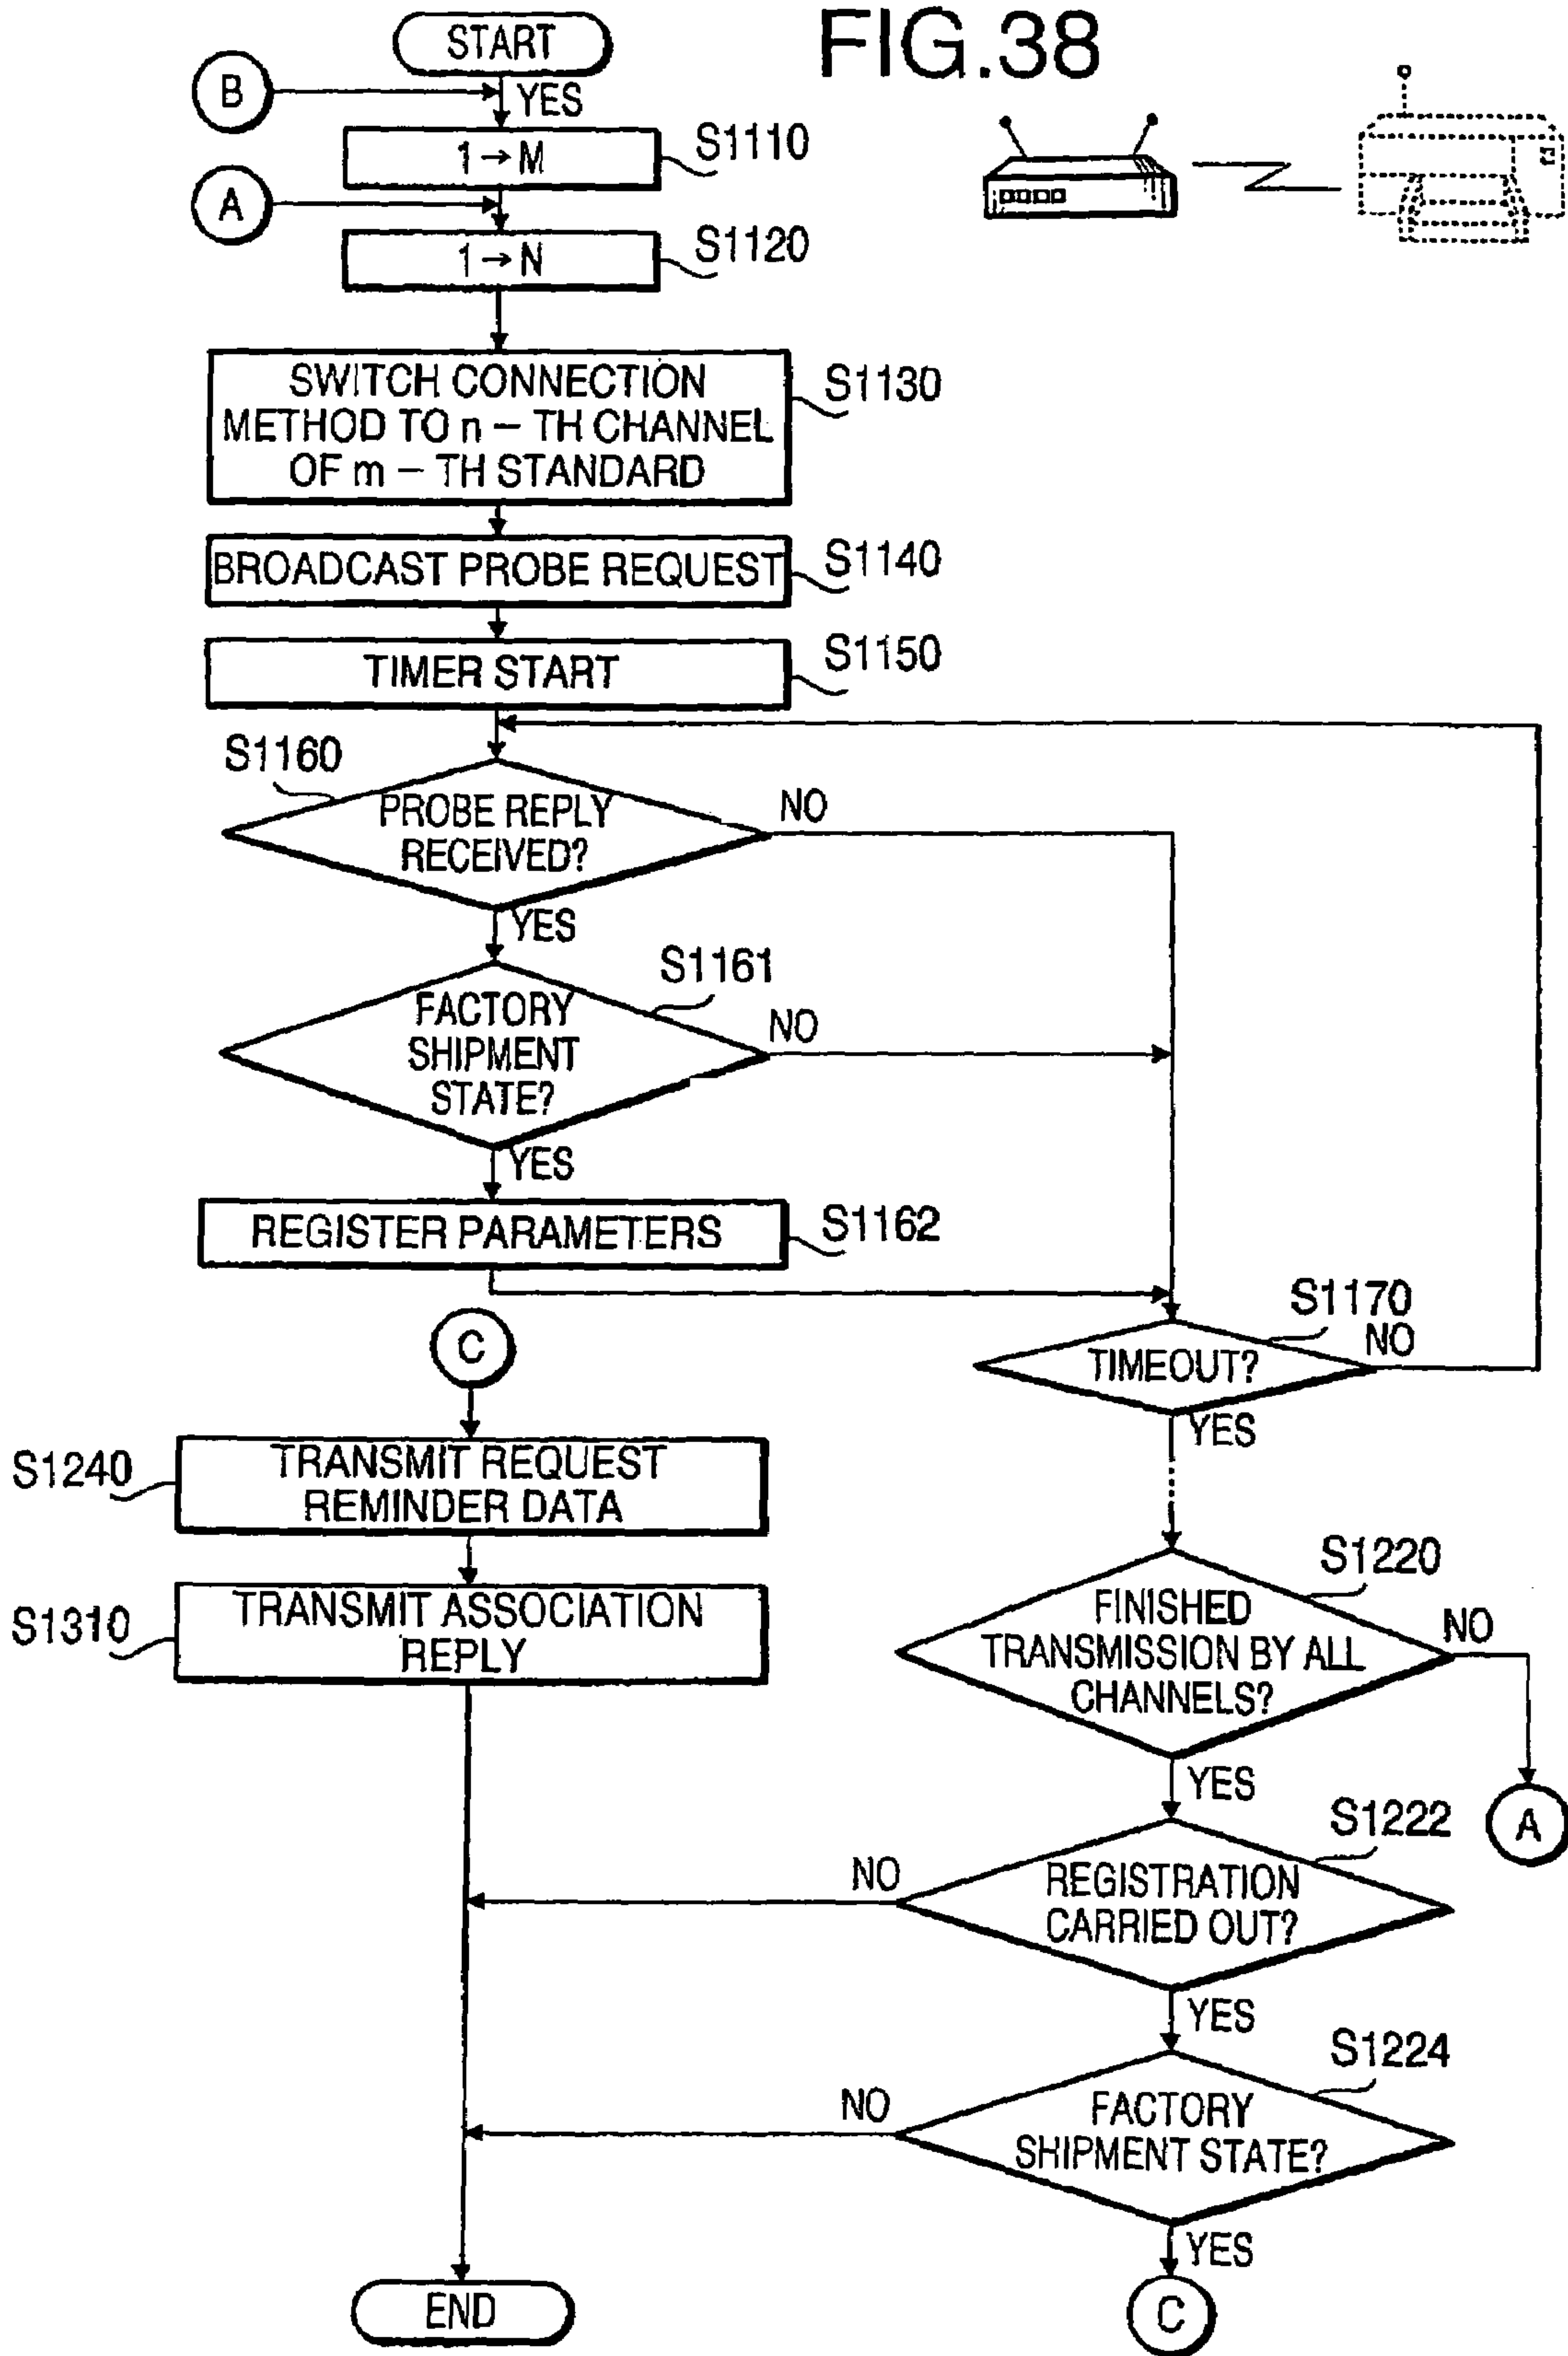 FIG.38
START
B
YES
1→M
S1110
A
1→N
S1120
SWITCH CONNECTION
METHOD TO n – TH CHANNEL
OF m – TH STANDARD
S1130
BROADCAST PROBE REQUEST
S1140
TIMER START
S1150
S1160
PROBE REPLY
RECEIVED?
NO
YES
S1161
FACTORY
SHIPMENT
STATE?
NO
YES
REGISTER PARAMETERS
S1162
C
S1170
TIMEOUT?
NO
YES
S1240
TRANSMIT REQUEST
REMINDER DATA
S1310
TRANSMIT ASSOCIATION
REPLY
S1220
FINISHED
TRANSMISSION BY ALL
CHANNELS?
NO
YES
A
S1222
REGISTRATION
CARRIED OUT?
NO
YES
S1224
FACTORY
SHIPMENT STATE?
NO
YES
END
C